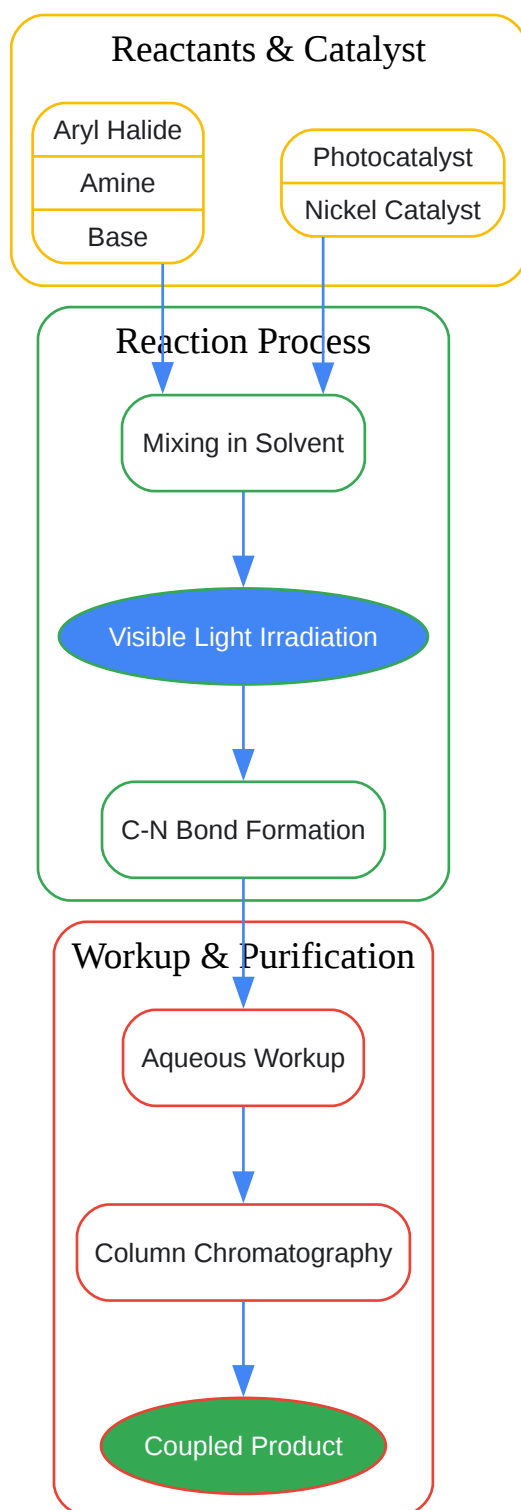 Reactants & Catalyst
Aryl Halide
Amine
Base
Photocatalyst
Nickel Catalyst
Reaction Process
Mixing in Solvent
Visible Light Irradiation
C-N Bond Formation
Workup & Purification
Aqueous Workup
Column Chromatography
Coupled Product